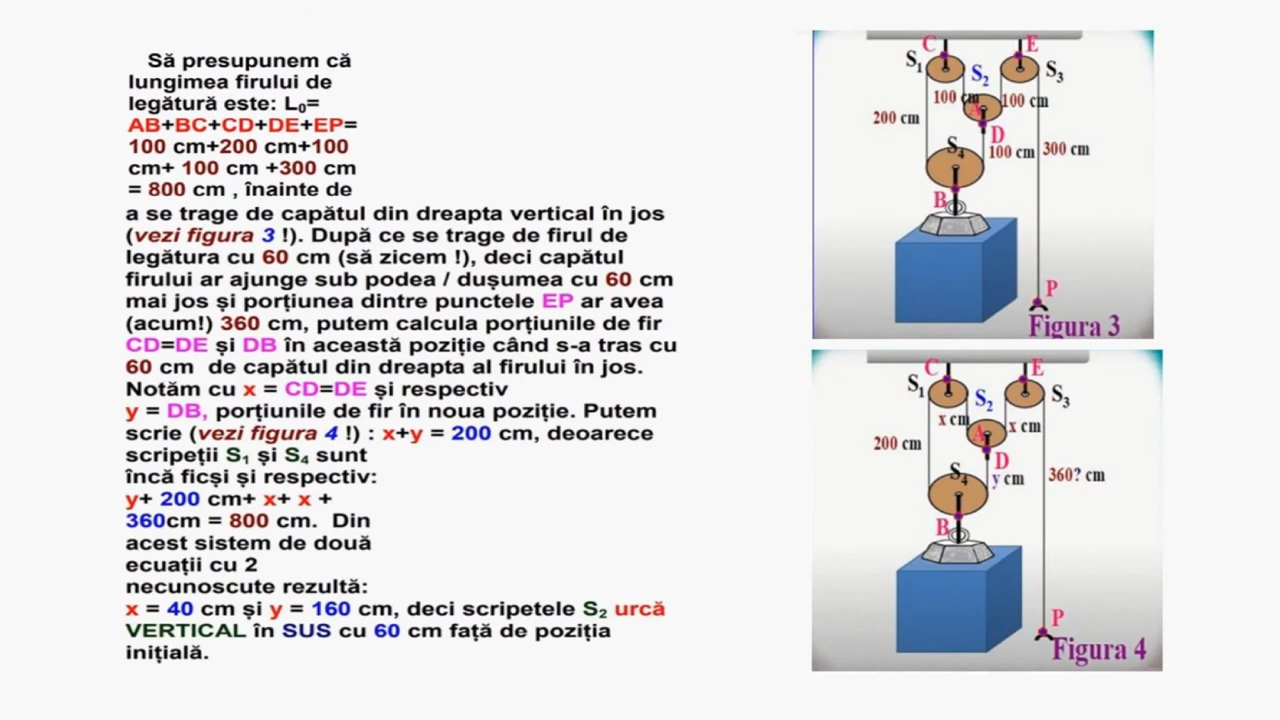 Să presupunem că
lungimea firului de
legătură este: L₀=
AB+BC+CD+DE+EP=
100 cm+200 cm+100
cm+ 100 cm +300 cm
= 800 cm , înainte de
a se trage de capătul din dreapta vertical în jos
(vezi figura 3 !). După ce se trage de firul de
legătura cu 60 cm (să zicem !), deci capătul
firului ar ajunge sub podea / dușumea cu 60 cm
mai jos și porțiunea dintre punctele EP ar avea
(acum!) 360 cm, putem calcula porțiunile de fir
CD=DE și DB în această poziție când s-a tras cu
60 cm de capătul din dreapta al firului în jos.
Notăm cu x = CD=DE și respectiv
y = DB, porțiunile de fir în noua poziție. Putem
scrie (vezi figura 4 !) : x+y = 200 cm, deoarece
scripeții S₁ și S₄ sunt
încă ficși și respectiv:
y+ 200 cm+ x+ x +
360cm = 800 cm. Din
acest sistem de două
ecuații cu 2
necunoscute rezultă:
x = 40 cm și y = 160 cm, deci scripetele S₂ urcă
VERTICAL în SUS cu 60 cm față de poziția
inițială.
C E
S₁ S₂ S₃
100 cm A 100 cm
200 cm
D
S₄ 100 cm 300 cm
B
P
Figura 3
C E
S₁ S₂ S₃
x cm A x cm
200 cm
D
S₄ y cm 360? cm
B
P
Figura 4